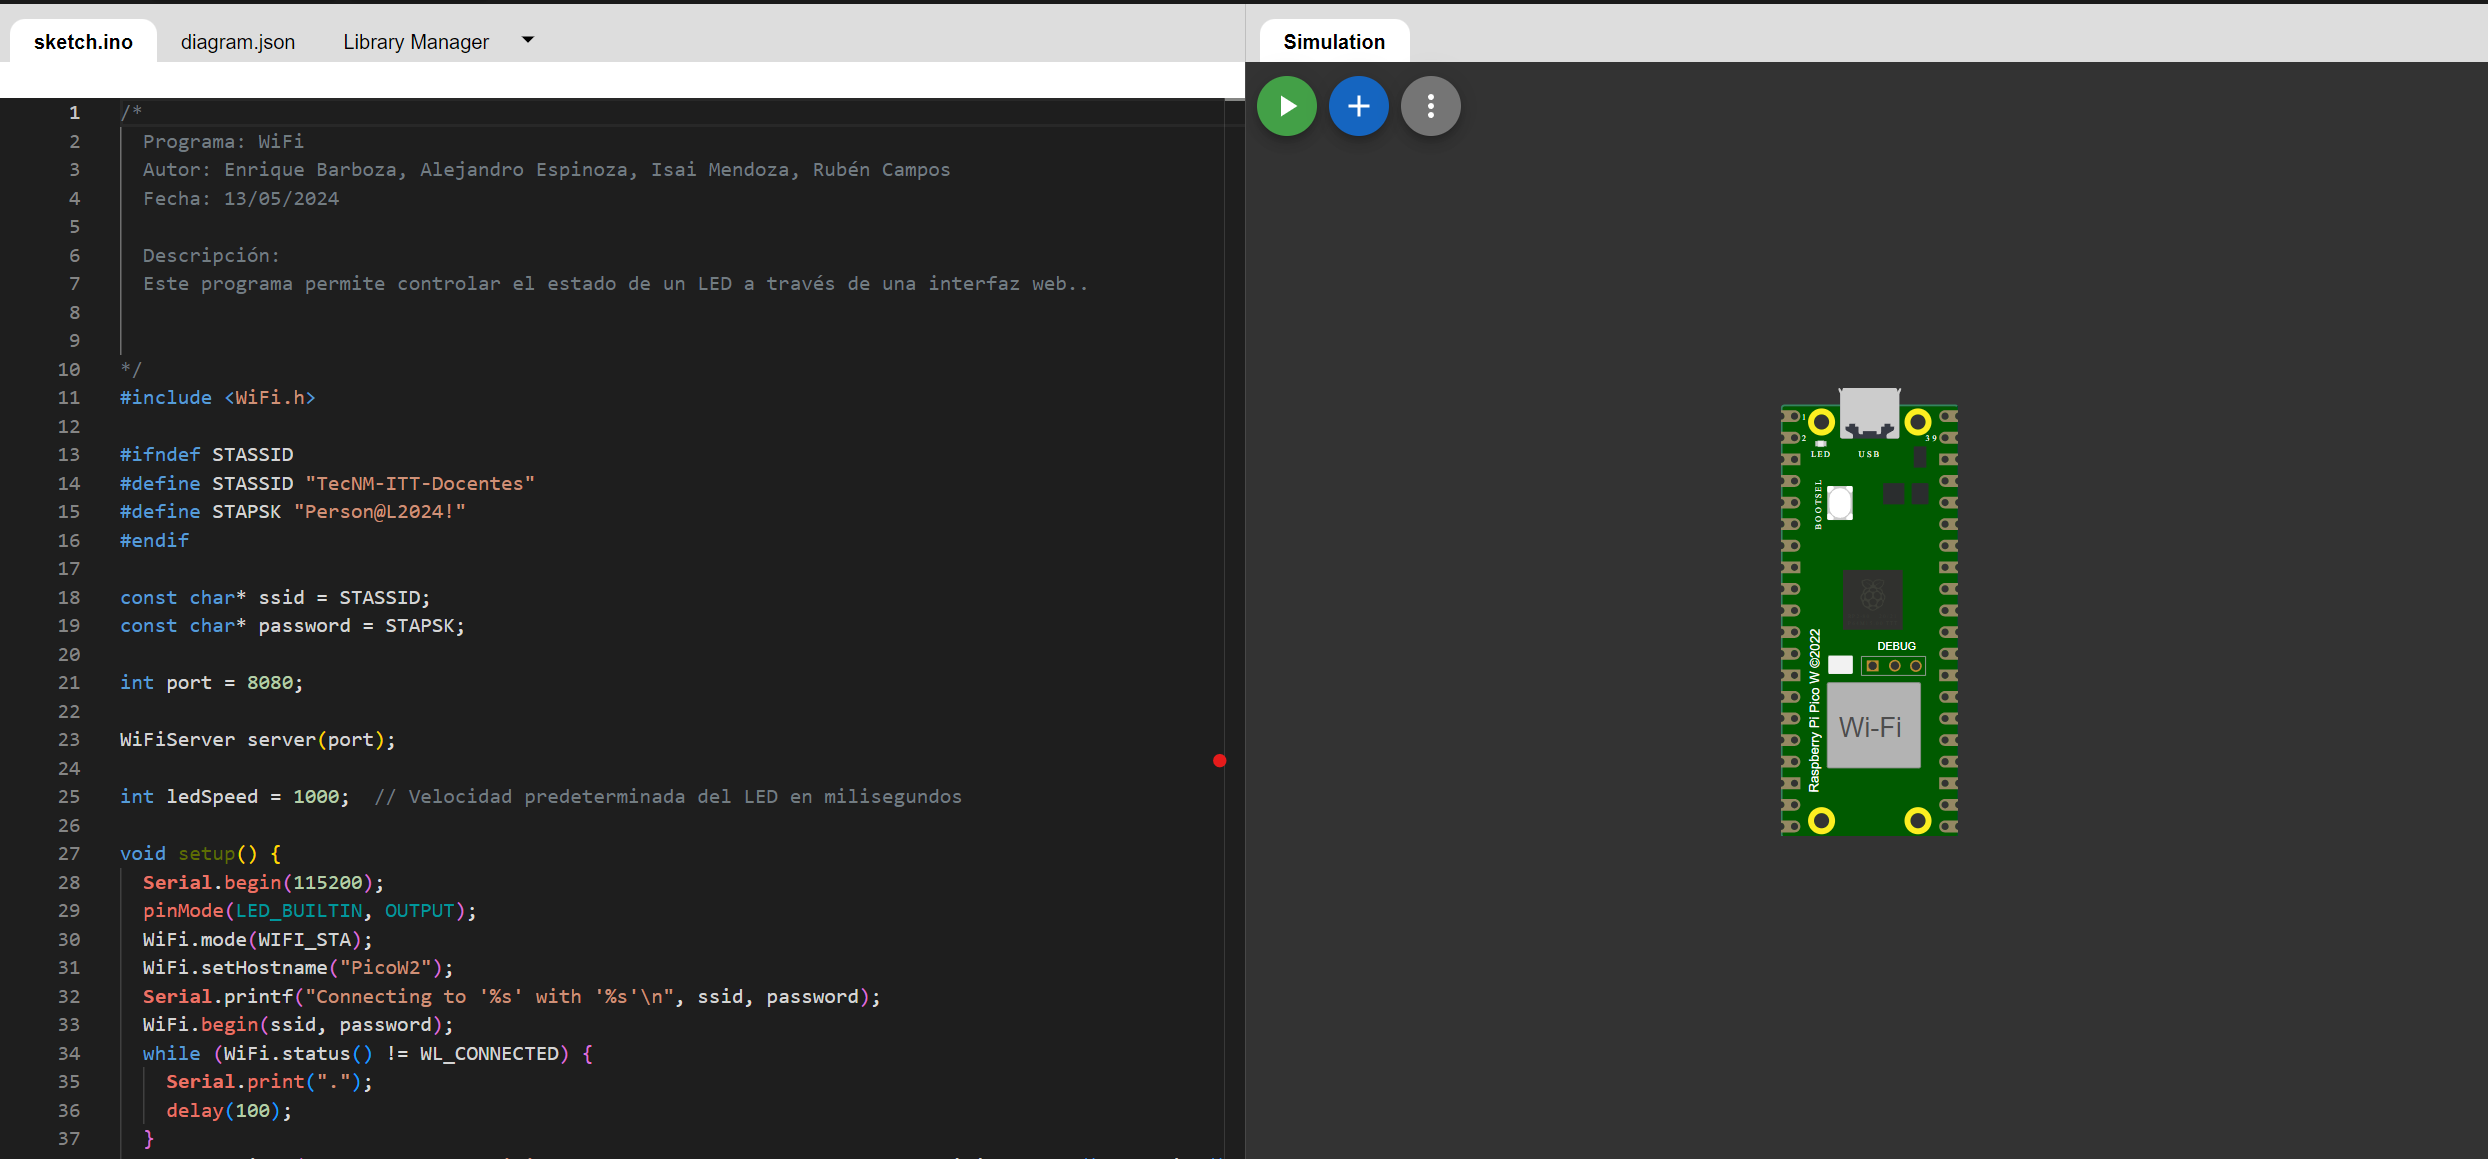 sketch.ino diagram.json Library Manager
1 /*
2 Programa: WiFi
3 Autor: Enrique Barboza, Alejandro Espinoza, Isai Mendoza, Rubén Campos
4 Fecha: 13/05/2024
5
6 Descripción:
7 Este programa permite controlar el estado de un LED a través de una interfaz web..
8
9
10 */
11 #include <WiFi.h>
12
13 #ifndef STASSID
14 #define STASSID "TecNM-ITT-Docentes"
15 #define STAPSK "Person@L2024!"
16 #endif
17
18 const char* ssid = STASSID;
19 const char* password = STAPSK;
20
21 int port = 8080;
22
23 WiFiServer server(port);
24
25 int ledSpeed = 1000;  // Velocidad predeterminada del LED en milisegundos
26
27 void setup() {
28 Serial.begin(115200);
29 pinMode(LED_BUILTIN, OUTPUT);
30 WiFi.mode(WIFI_STA);
31 WiFi.setHostname("PicoW2");
32 Serial.printf("Connecting to '%s' with '%s'\n", ssid, password);
33 WiFi.begin(ssid, password);
34 while (WiFi.status() != WL_CONNECTED) {
35 Serial.print(".");
36 delay(100);
37 }
Simulation
1
2
39
LED USB
BOOTSEL
DEBUG
Raspberry Pi Pico W ©2022
Wi-Fi